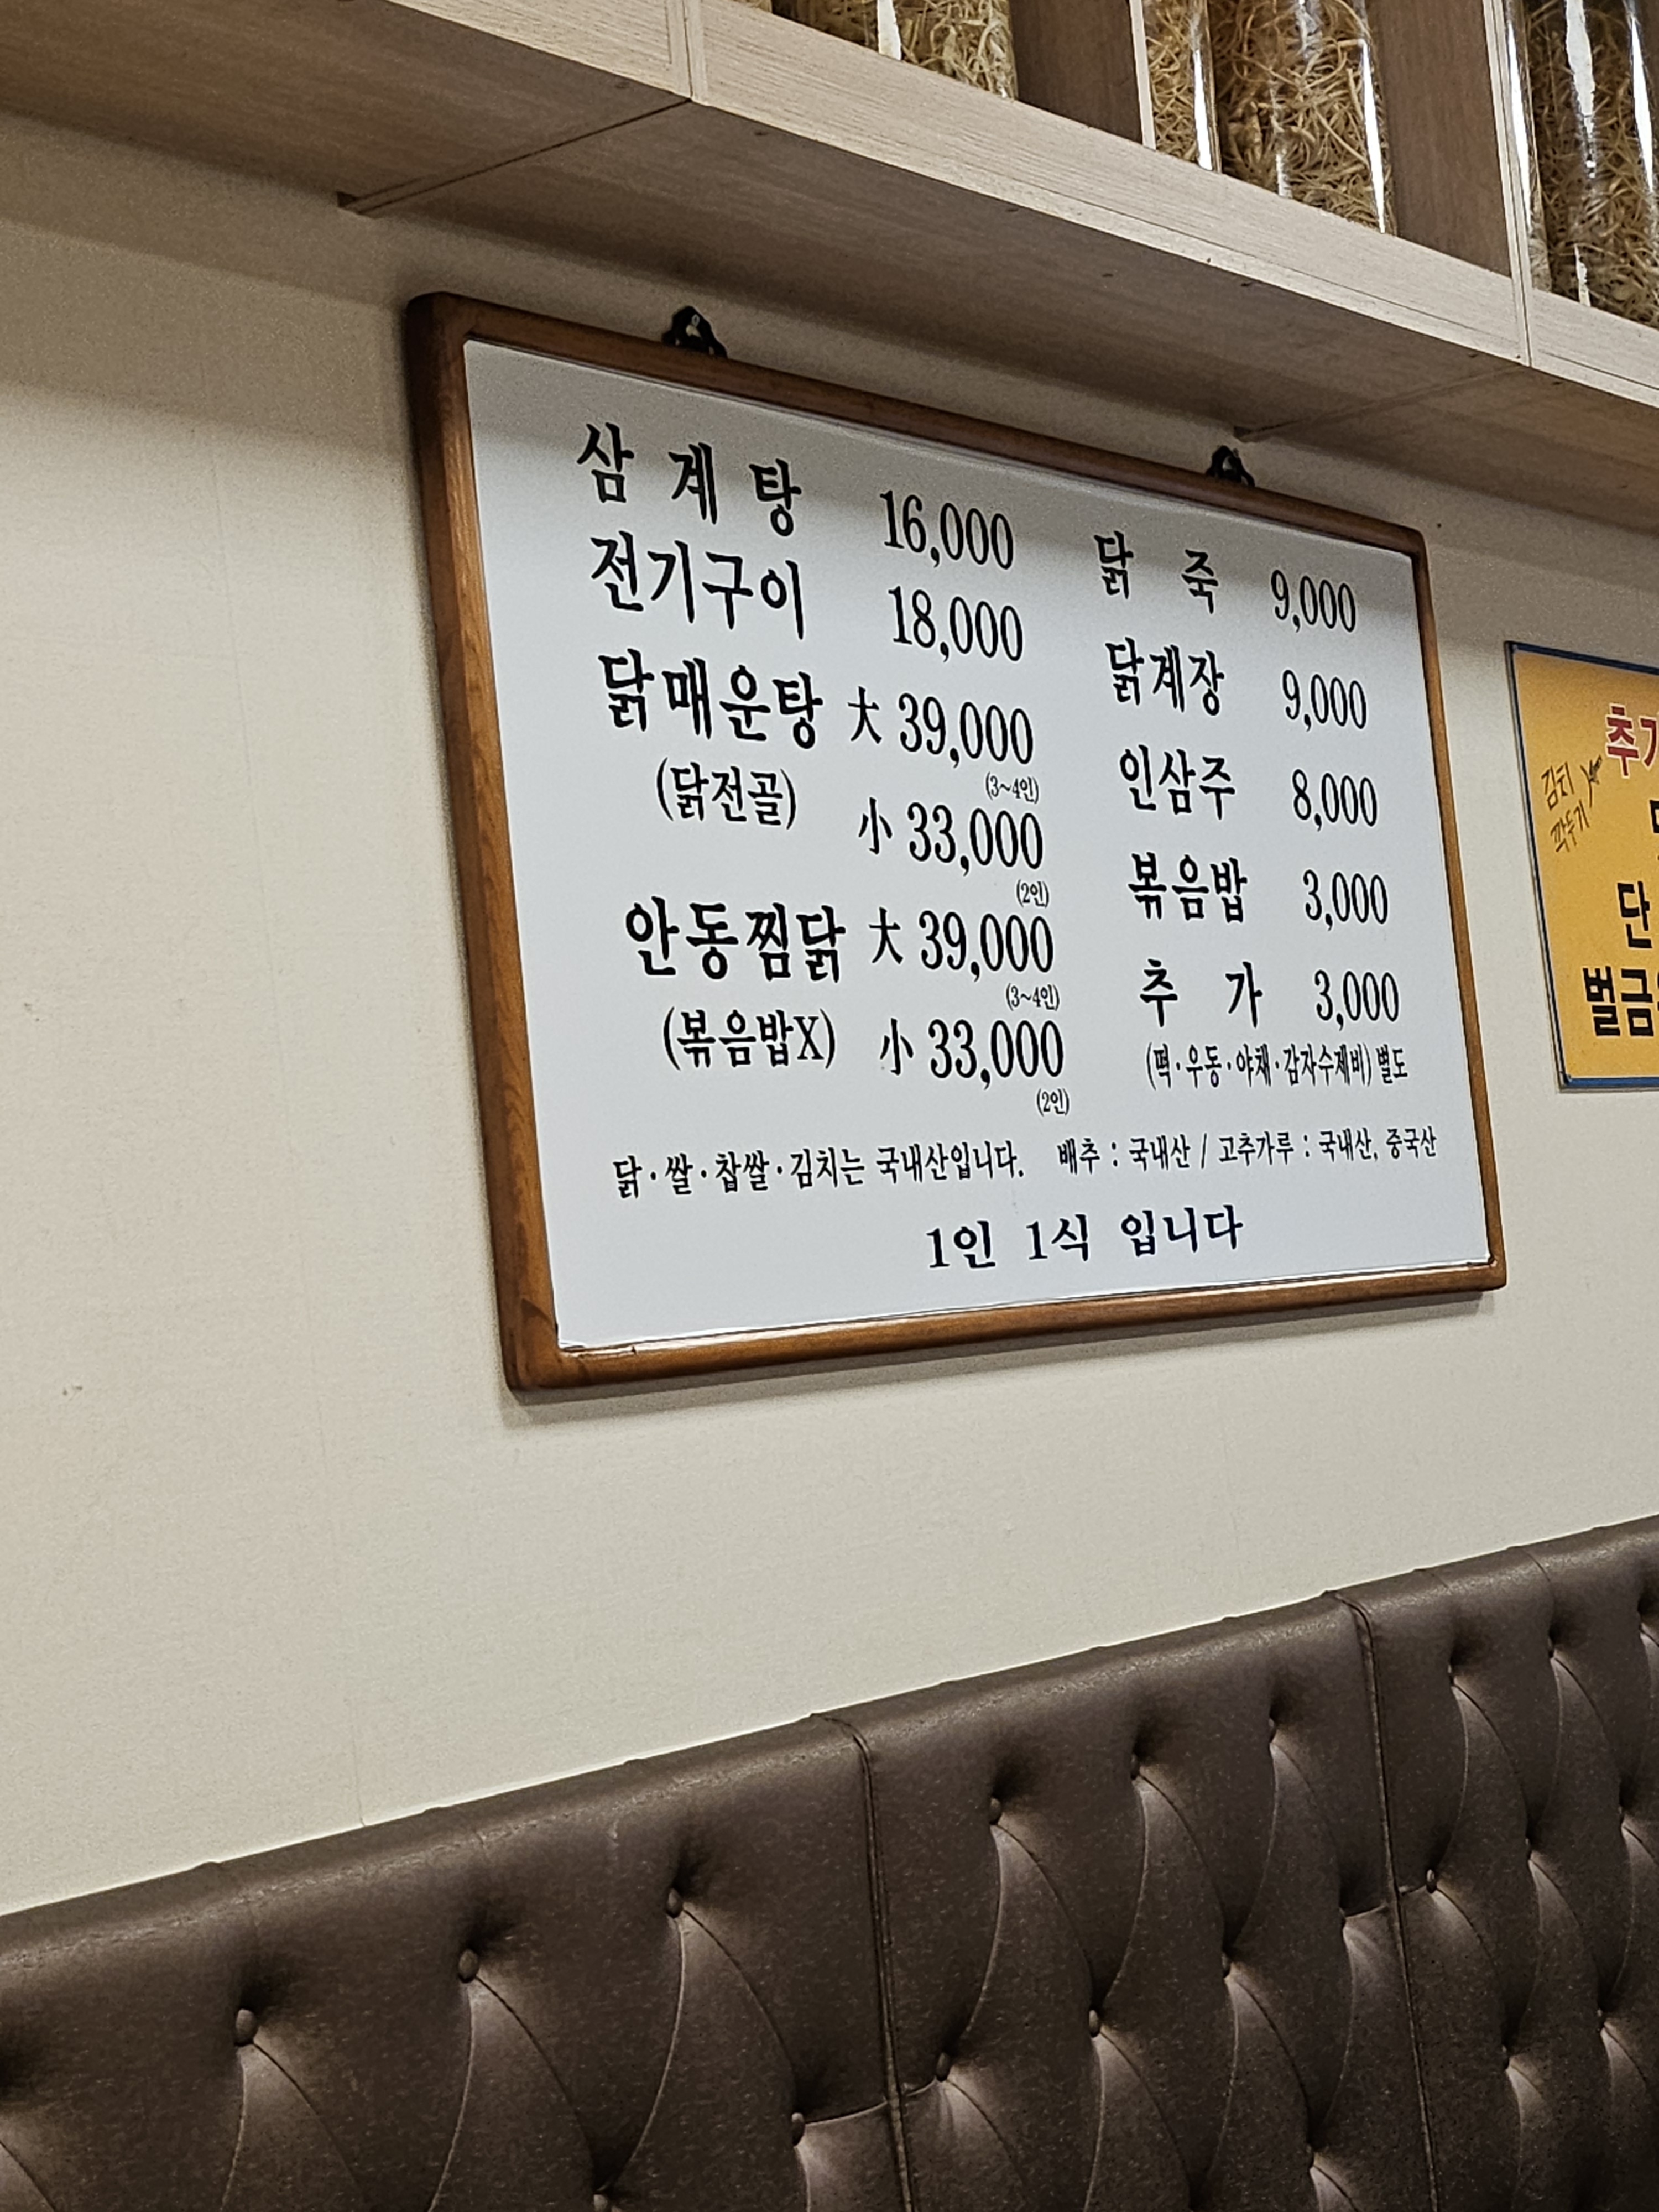 삼계탕 16,000
전기구이 18,000
닭매운탕 大 39,000
(3~4인)
(닭전골) 小 33,000
(2인)
안동찜닭 大 39,000
(3~4인)
(볶음밥X) 小 33,000
(2인)
닭 죽 9,000
닭계장 9,000
인삼주 8,000
볶음밥 3,000
추 가 3,000
(떡·우동·야채·감자수제비) 별도
닭·쌀·찹쌀·김치는 국내산입니다. 배추 : 국내산 / 고추가루 : 국내산, 중국산
1인 1식 입니다
김치
깍두기
단
벌금